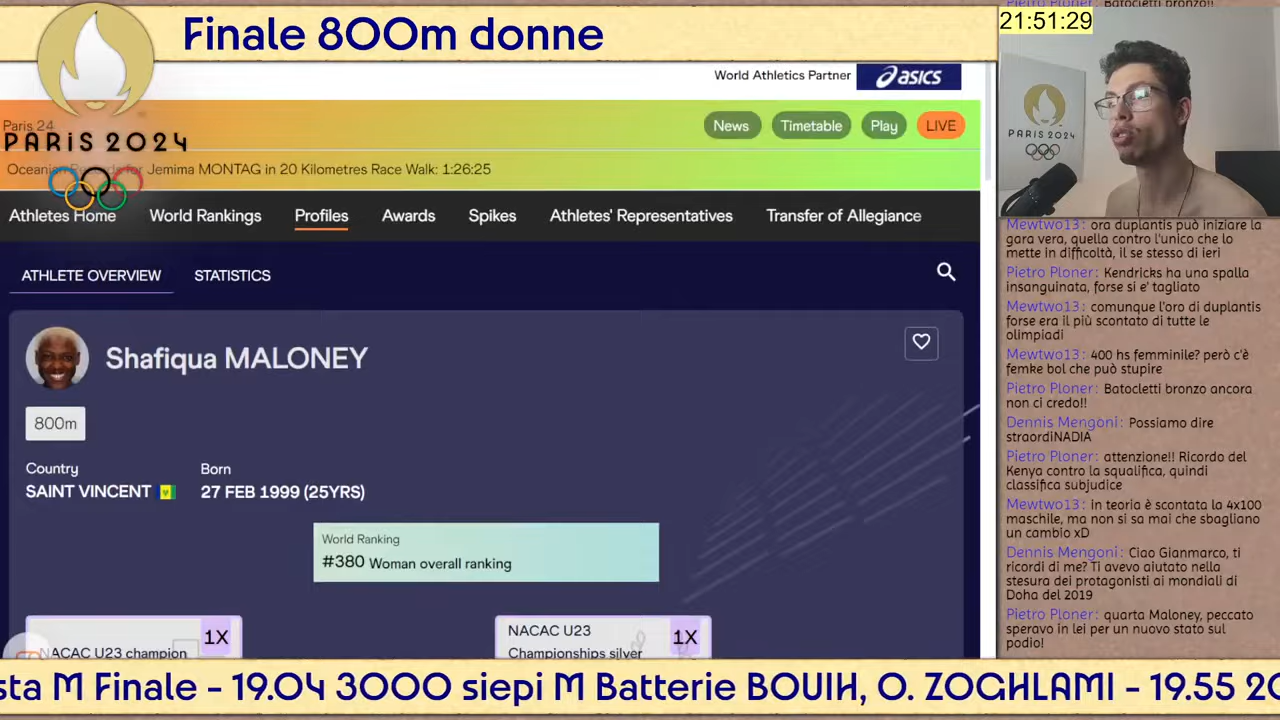 Finale 800m donne
PARIS 2024
World Athletics Partner asics
Paris 24
News Timetable Play LIVE
Oceanian Records for Jemima MONTAG in 20 Kilometres Race Walk: 1:26:25
Athletes Home World Rankings Profiles Awards Spikes Athletes' Representatives Transfer of Allegiance
ATHLETE OVERVIEW STATISTICS
Shafiqua MALONEY
800m
Country Born
SAINT VINCENT 27 FEB 1999 (25YRS)
World Ranking
#380 Woman overall ranking
NACAC U23 champion 1X
NACAC U23
Championships silver 1X
Pietro Ploner: Batocletti bronzo!!
21:51:29
PARIS 2024
Mewtwo13: ora duplantis può iniziare la
gara vera, quella contro l'unico che lo
mette in difficoltà, il se stesso di ieri
Pietro Ploner: Kendricks ha una spalla
insanguinata, forse si e' tagliato
Mewtwo13: comunque l'oro di duplantis
forse era il più scontato di tutte le
olimpiadi
Mewtwo13: 400 hs femminile? però c'è
femke bol che può stupire
Pietro Ploner: Batocletti bronzo ancora
non ci credo!!
Dennis Mengoni: Possiamo dire
straordiNADIA
Pietro Ploner: attenzione!! Ricordo del
Kenya contro la squalifica, quindi
classifica subjudice
Mewtwo13: in teoria è scontata la 4x100
maschile, ma non si sa mai che sbagliano
un cambio xD
Dennis Mengoni: Ciao Gianmarco, ti
ricordi di me? Ti avevo aiutato nella
stesura dei protagonisti ai mondiali di
Doha del 2019
Pietro Ploner: quarta Maloney, peccato
speravo in lei per un nuovo stato sul
podio!
sta M Finale - 19.04 3000 siepi M Batterie BOUIH, O. ZOGHLAMI - 19.55 20